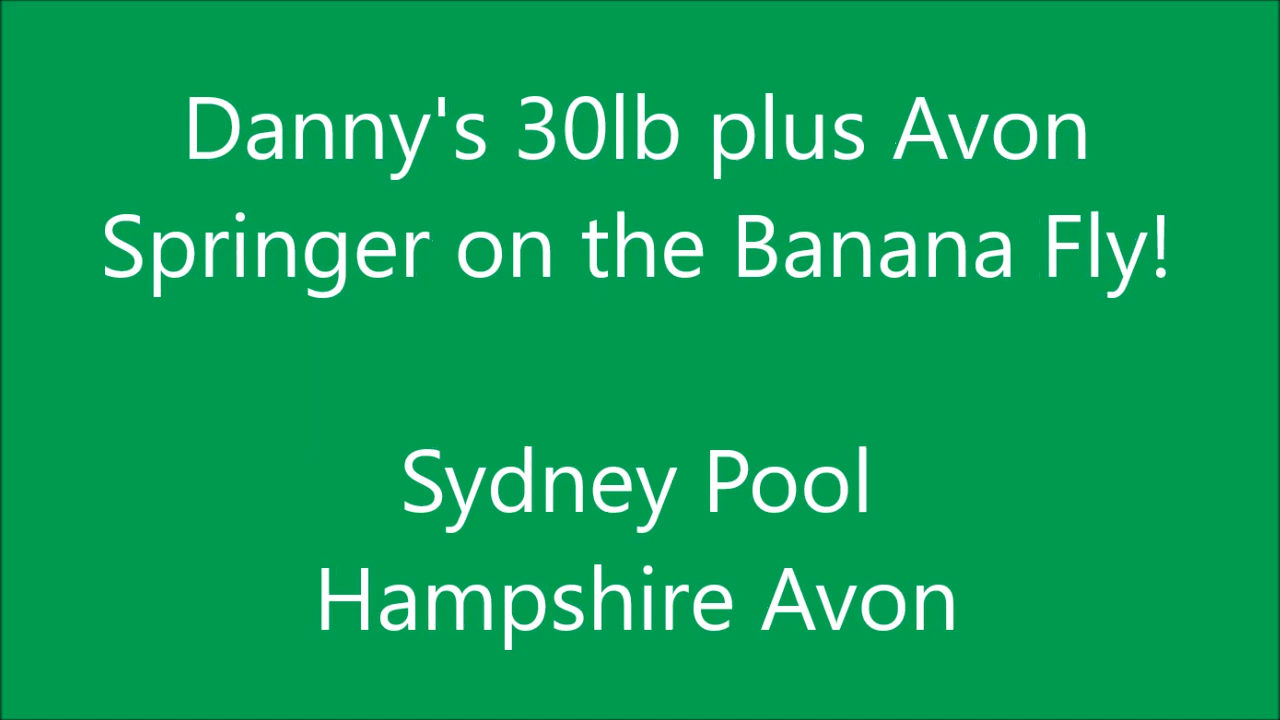 Danny's 30lb plus Avon
Springer on the Banana Fly!
Sydney Pool
Hampshire Avon